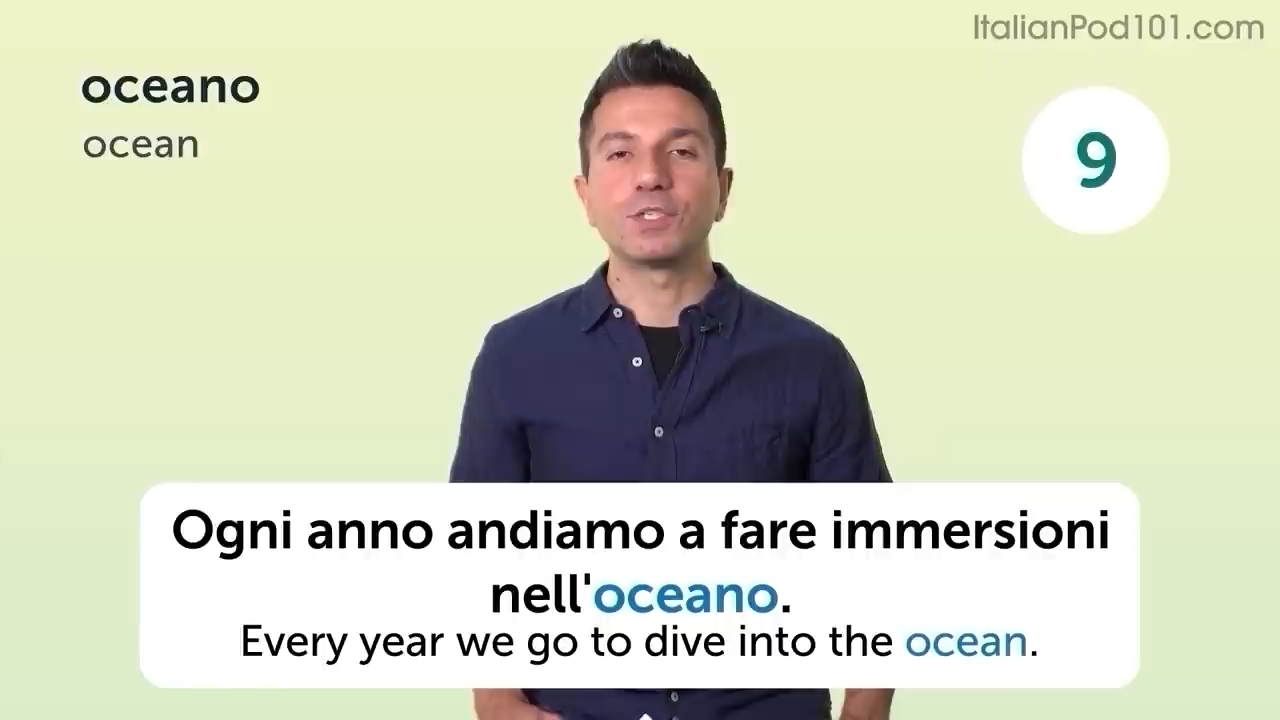 ItalianPod101.com
oceano
ocean
9
Ogni anno andiamo a fare immersioni
nell'oceano.
Every year we go to dive into the ocean.